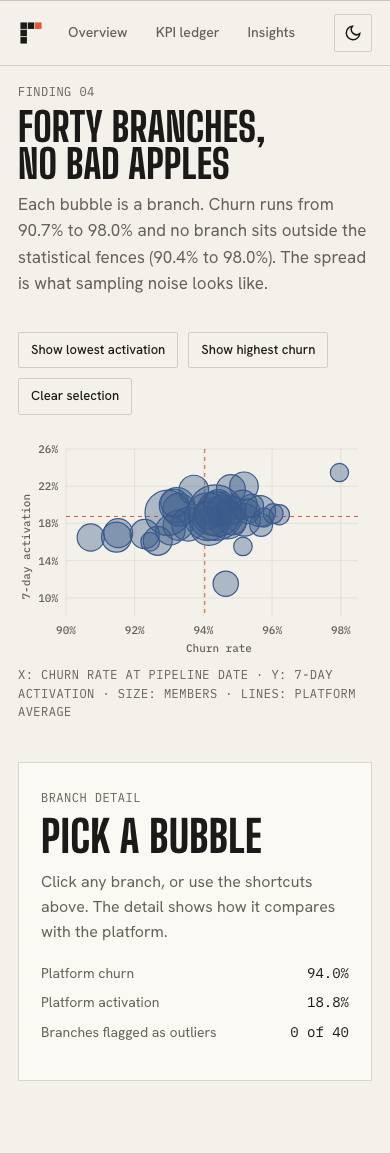 Overview KPI ledger Insights
FINDING 04
FORTY BRANCHES,
NO BAD APPLES
Each bubble is a branch. Churn runs from
90.7% to 98.0% and no branch sits outside the
statistical fences (90.4% to 98.0%). The spread
is what sampling noise looks like.
Show lowest activation Show highest churn
Clear selection
26%
22%
18%
14%
10%
7-day activation
90% 92% 94% 96% 98%
Churn rate
X: CHURN RATE AT PIPELINE DATE · Y: 7-DAY
ACTIVATION · SIZE: MEMBERS · LINES: PLATFORM
AVERAGE
BRANCH DETAIL
PICK A BUBBLE
Click any branch, or use the shortcuts
above. The detail shows how it compares
with the platform.
Platform churn 94.0%
Platform activation 18.8%
Branches flagged as outliers 0 of 40